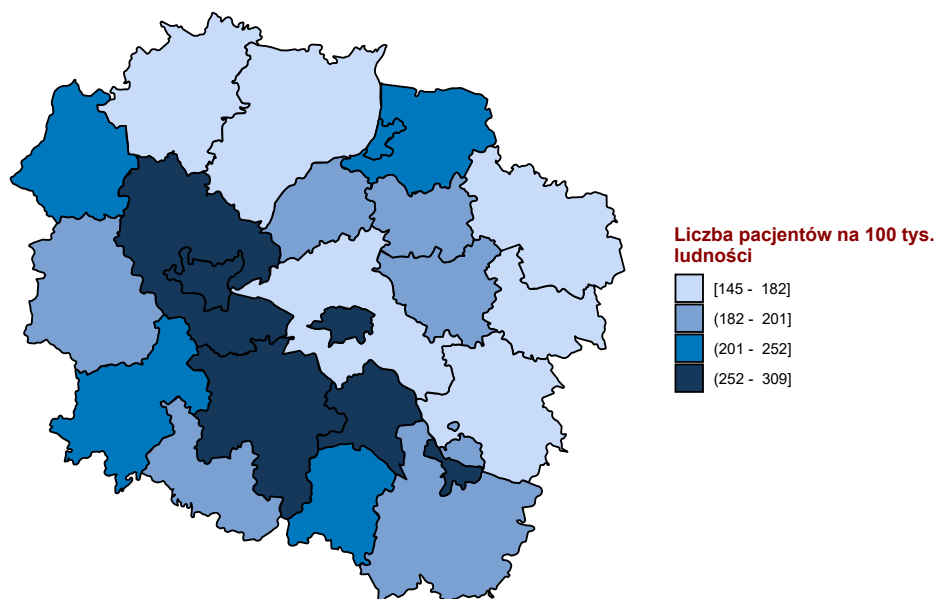 Liczba pacjentów na 100 tys.
ludności
[145 - 182]
(182 - 201]
(201 - 252]
(252 - 309]